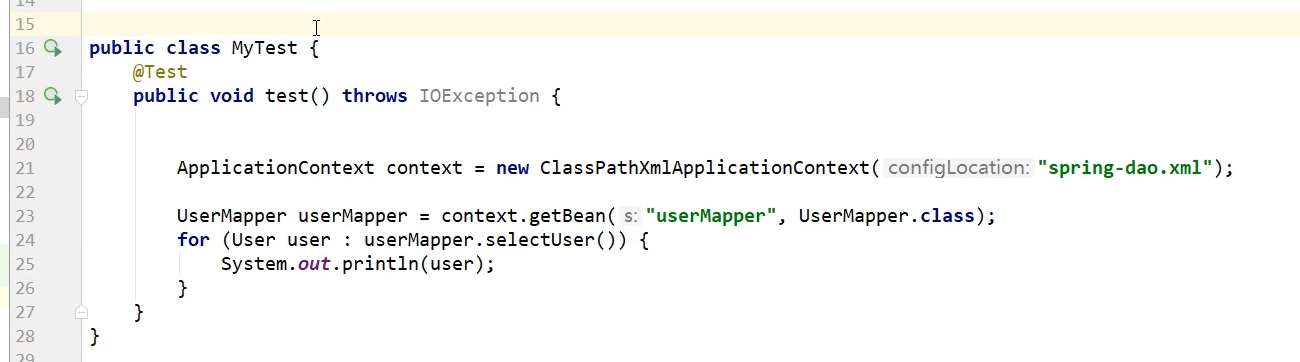 14
15
16 public class MyTest {
17     @Test
18     public void test() throws IOException {
19
20
21         ApplicationContext context = new ClassPathXmlApplicationContext( configLocation: "spring-dao.xml");
22
23         UserMapper userMapper = context.getBean( s: "userMapper", UserMapper.class);
24         for (User user : userMapper.selectUser()) {
25             System.out.println(user);
26         }
27     }
28 }
29